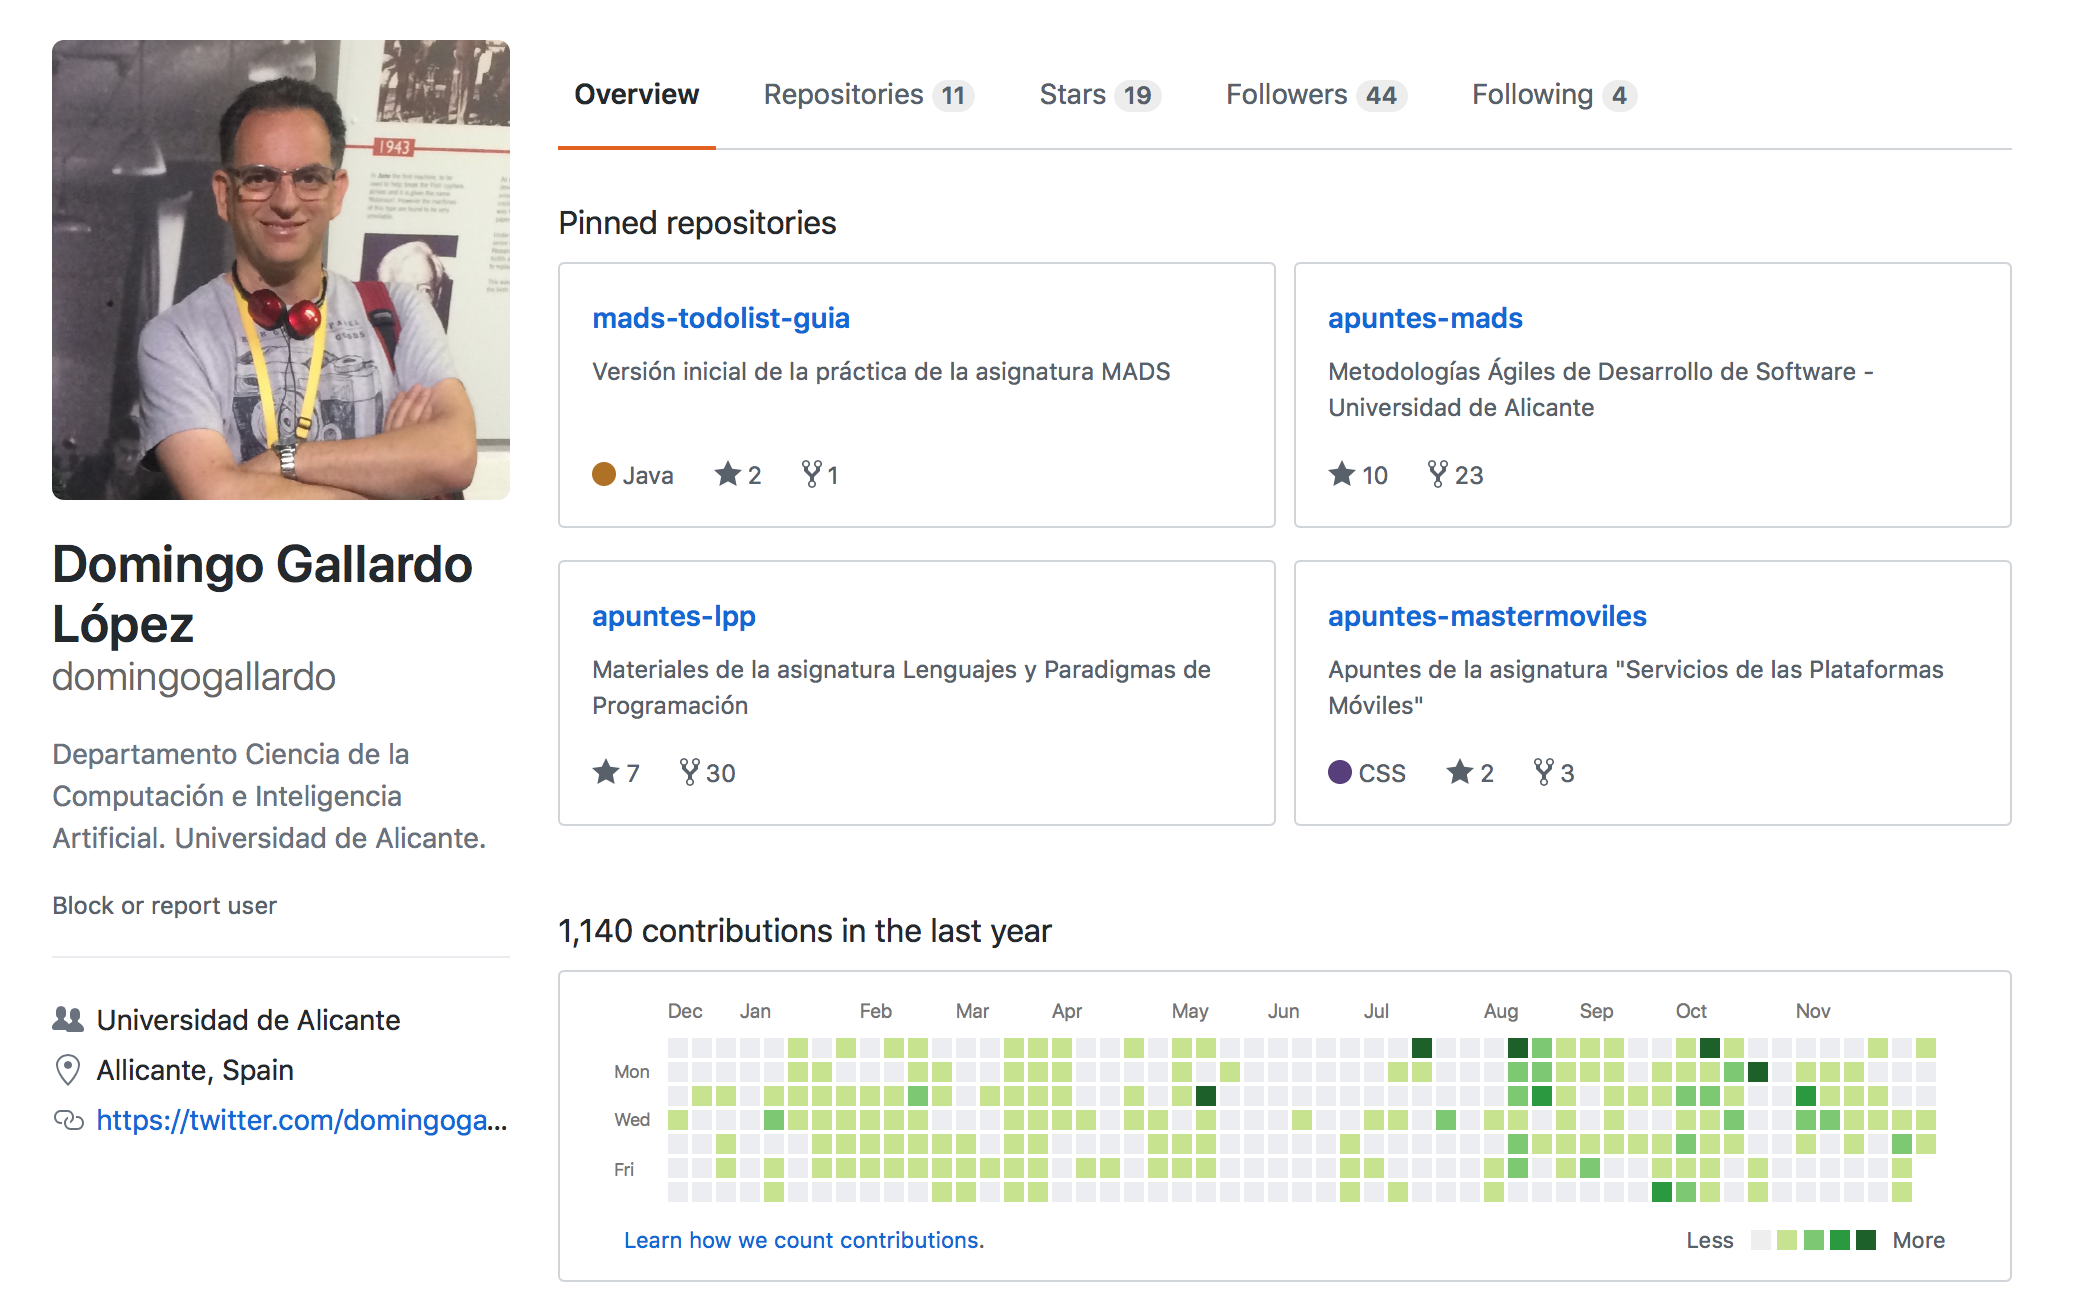 1943
Domingo Gallardo
López
domingogallardo
Departamento Ciencia de la
Computación e Inteligencia
Artificial. Universidad de Alicante.
Block or report user
Universidad de Alicante
Allicante, Spain
https://twitter.com/domingoga...
Overview Repositories 11 Stars 19 Followers 44 Following 4
Pinned repositories
mads-todolist-guia
Versión inicial de la práctica de la asignatura MADS
Java 2 1
apuntes-mads
Metodologías Ágiles de Desarrollo de Software -
Universidad de Alicante
10 23
apuntes-lpp
Materiales de la asignatura Lenguajes y Paradigmas de
Programación
7 30
apuntes-mastermoviles
Apuntes de la asignatura "Servicios de las Plataformas
Móviles"
CSS 2 3
1,140 contributions in the last year
Dec Jan Feb Mar Apr May Jun Jul Aug Sep Oct Nov
Mon
Wed
Fri
Learn how we count contributions.
Less More